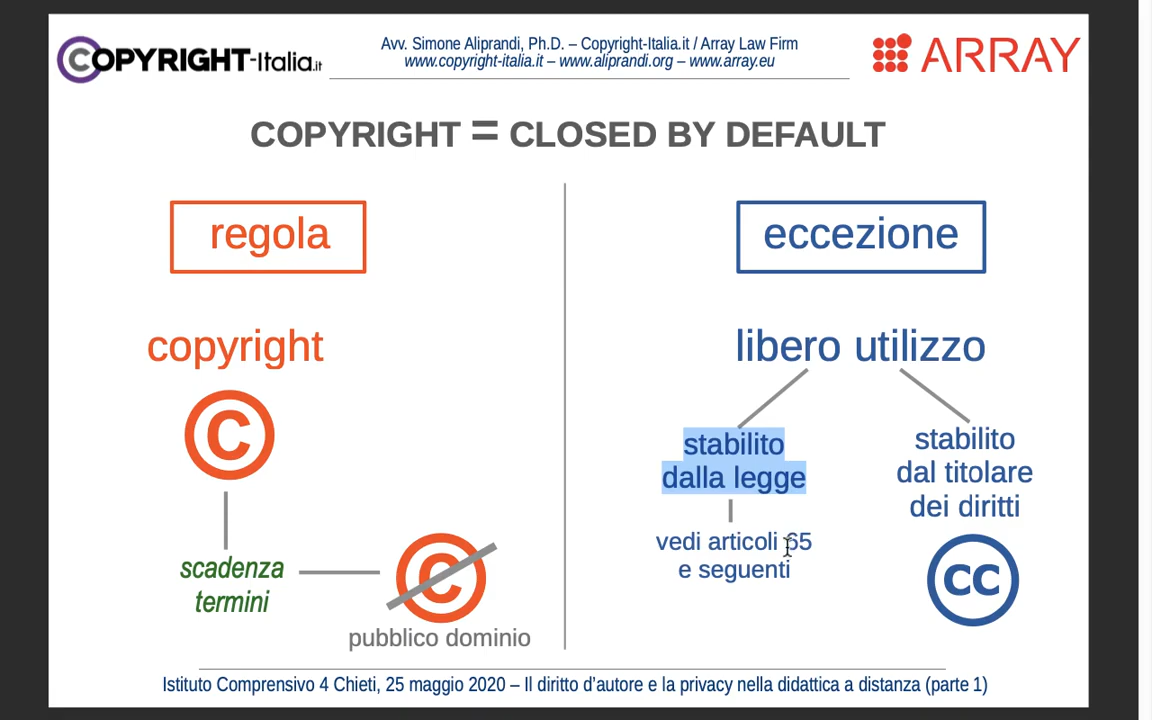 COPYRIGHT-Italia.it
Avv. Simone Aliprandi, Ph.D. – Copyright-Italia.it / Array Law Firm
www.copyright-italia.it – www.aliprandi.org – www.array.eu
ARRAY
COPYRIGHT = CLOSED BY DEFAULT
regola
copyright
C
scadenza
termini
C
pubblico dominio
eccezione
libero utilizzo
stabilito
dalla legge
vedi articoli 65
e seguenti
stabilito
dal titolare
dei diritti
CC
Istituto Comprensivo 4 Chieti, 25 maggio 2020 – Il diritto d'autore e la privacy nella didattica a distanza (parte 1)